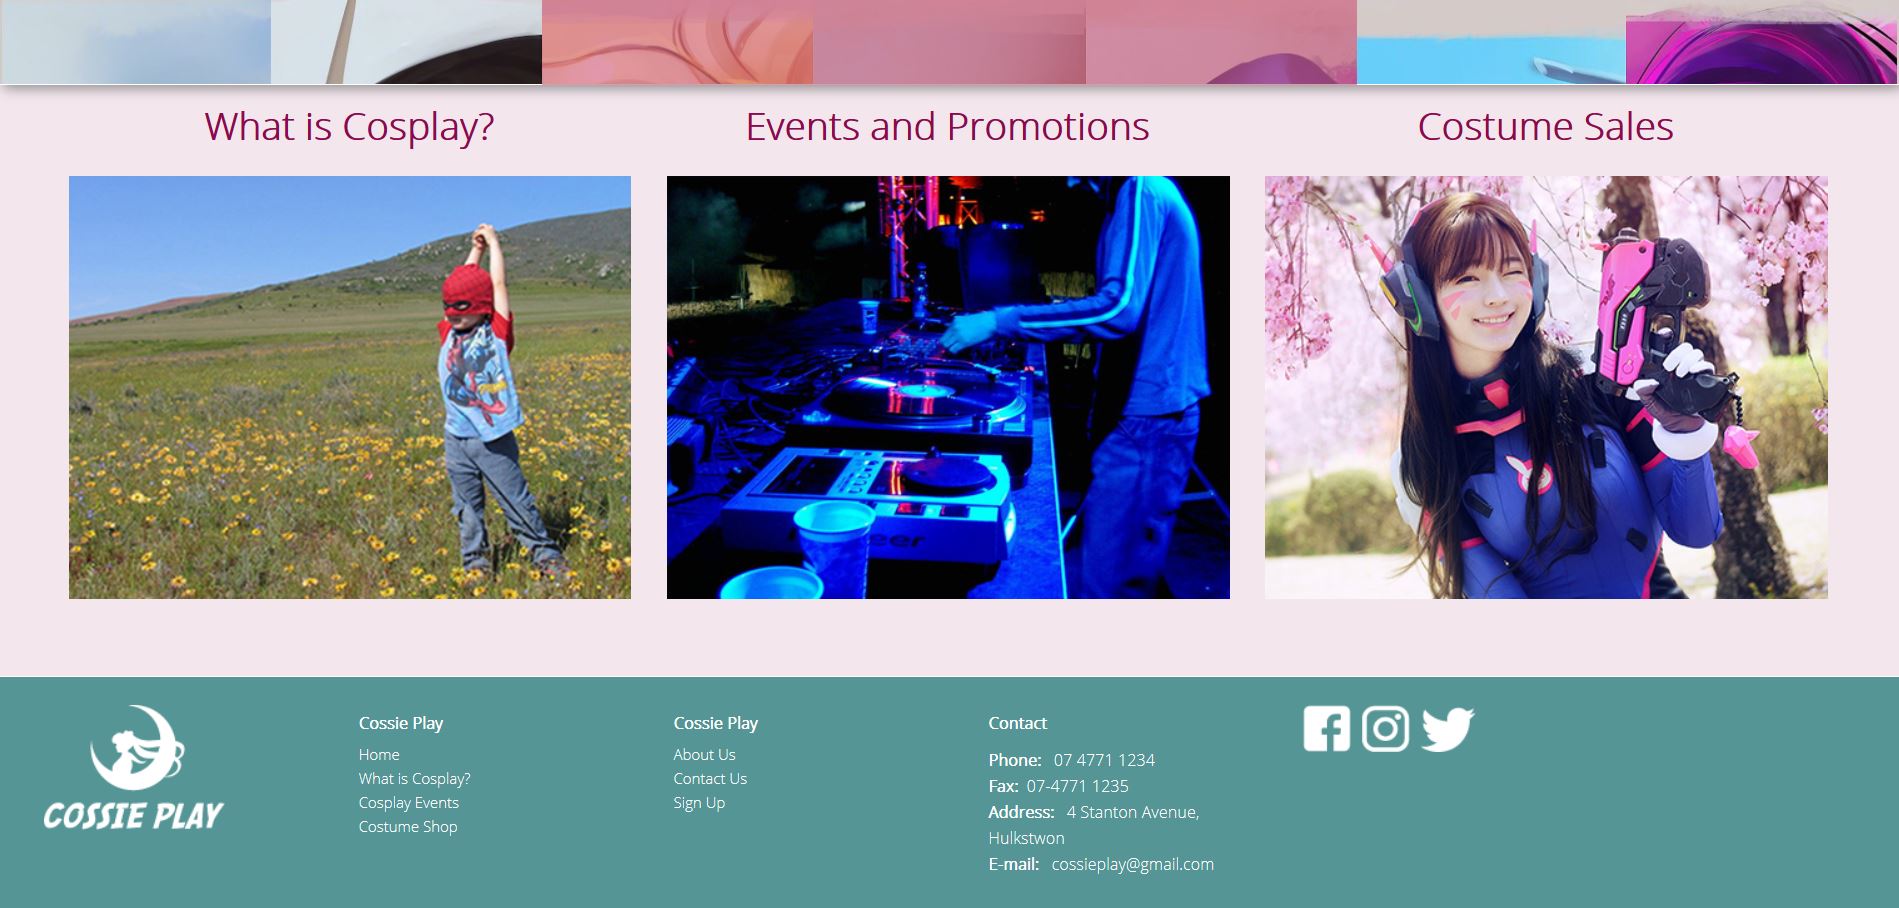 What is Cosplay?
Events and Promotions
Costume Sales
COSSIE PLAY
Cossie Play
Home
What is Cosplay?
Cosplay Events
Costume Shop
Cossie Play
About Us
Contact Us
Sign Up
Contact
Phone: 07 4771 1234
Fax: 07-4771 1235
Address: 4 Stanton Avenue,
Hulkstwon
E-mail: cossieplay@gmail.com